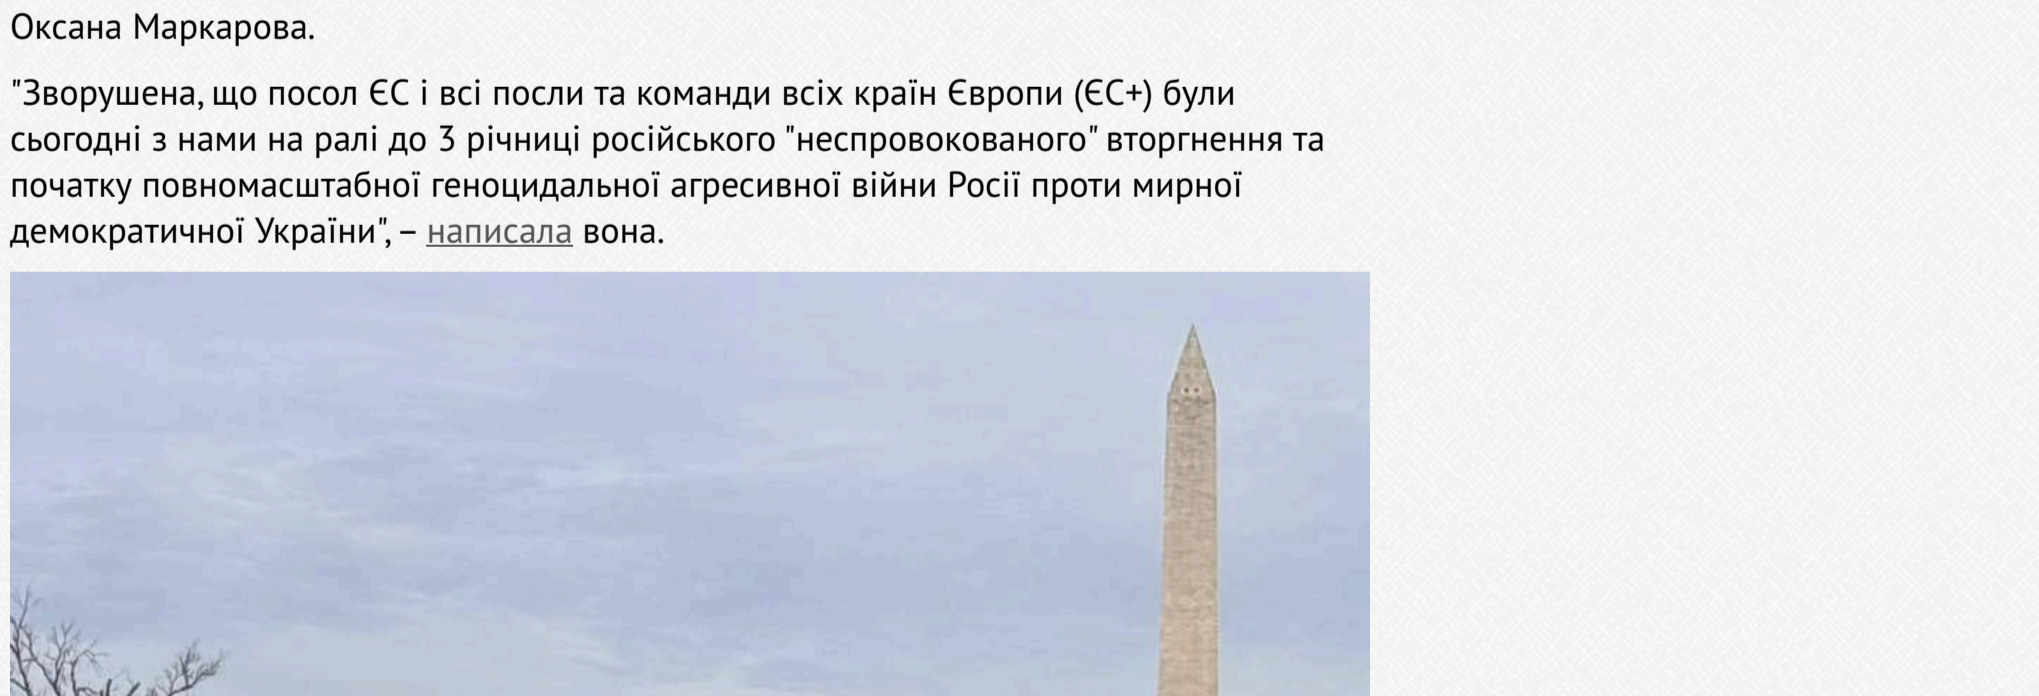 Оксана Маркарова.
"Зворушена, що посол ЄС і всі посли та команди всіх країн Європи (ЄС+) були
сьогодні з нами на ралі до 3 річниці російського "неспровокованого" вторгнення та
початку повномасштабної геноцидальної агресивної війни Росії проти мирної
демократичної України", – написала вона.